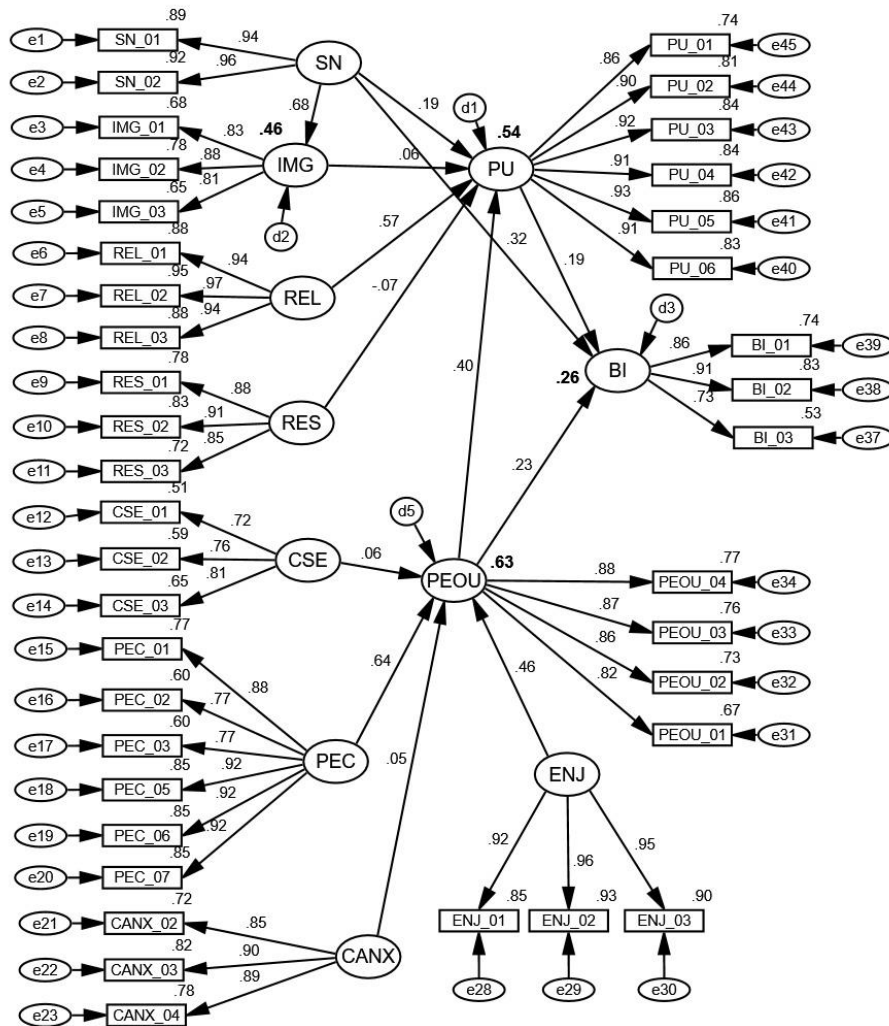 .89
e1 SN_01 .94
.92 SN
e2 SN_02 .96
.68 .68 .19 .32
e3 IMG_01 .83 .46
.78
e4 IMG_02 .88 IMG .06
.65
e5 IMG_03 .81
d2
d1 .54 PU
.74
.86 PU_01 e45
.81
.90 PU_02 e44
.84
.92 PU_03 e43
.84
.91 PU_04 e42
.86
.93 PU_05 e41
.83
.91 PU_06 e40
.88
e6 REL_01 .94 .57
.95
e7 REL_02 .97 REL -.07
.88
e8 REL_03 .94
.19
d3
.26 BI
.74
.86 BI_01 e39
.83
.91 BI_02 e38
.53
.73 BI_03 e37
.78
e9 RES_01 .88
.83
e10 RES_02 .91 RES
.72
e11 RES_03 .85
.40
.23
.51
e12 CSE_01 .72
.59
e13 CSE_02 .76 CSE .06
.65
e14 CSE_03 .81
d5
.63
PEOU
.77
.88 PEOU_04 e34
.76
.87 PEOU_03 e33
.73
.86 PEOU_02 e32
.67
.82 PEOU_01 e31
.77
e15 PEC_01 .88 .64 .46
.60
e16 PEC_02 .77
.60
e17 PEC_03 .77 PEC .05
.85
e18 PEC_05 .92
.85
e19 PEC_06 .92
.85
e20 PEC_07 .92
ENJ
.92 .96 .95
.85 .93 .90
ENJ_01 ENJ_02 ENJ_03
e28 e29 e30
.72
e21 CANX_02 .85
.82
e22 CANX_03 .90 CANX
.78
e23 CANX_04 .89